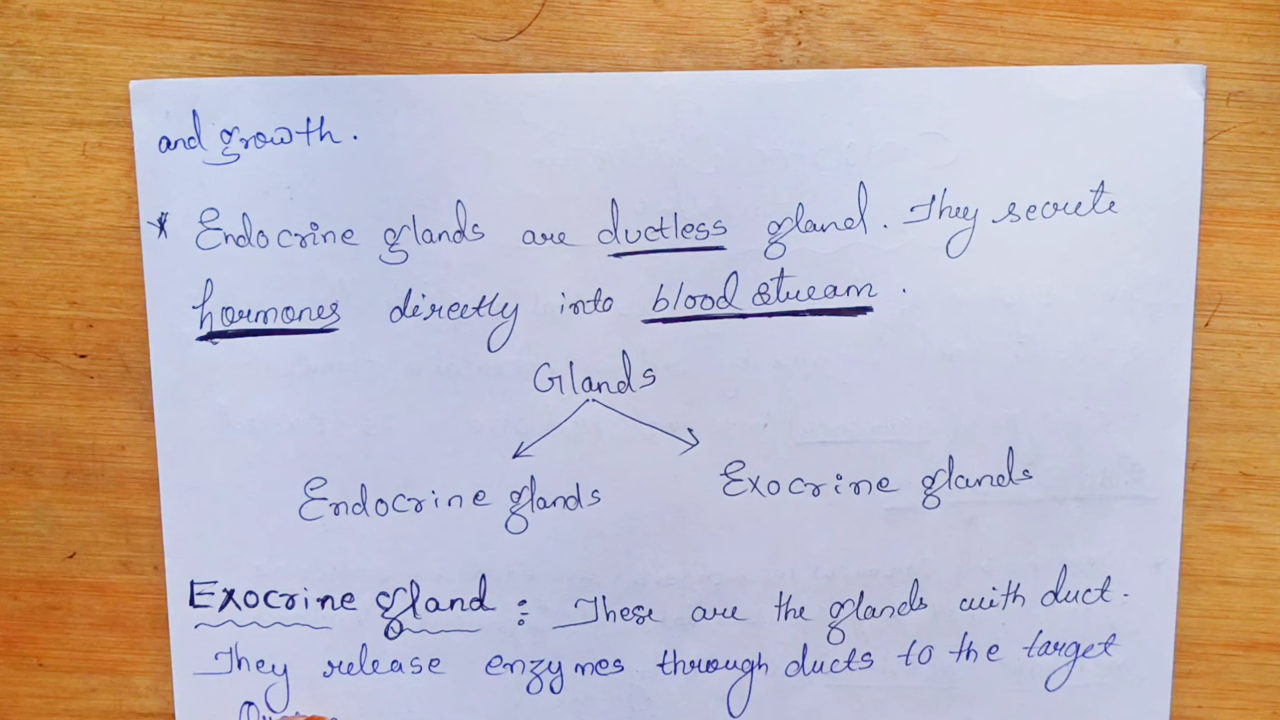 and growth.
* Endocrine glands are ductless gland. They secrete
hormones directly into blood stream.
Glands
Endocrine glands Exocrine glands
Exocrine gland : These are the glands with duct.
They release enzymes through ducts to the target